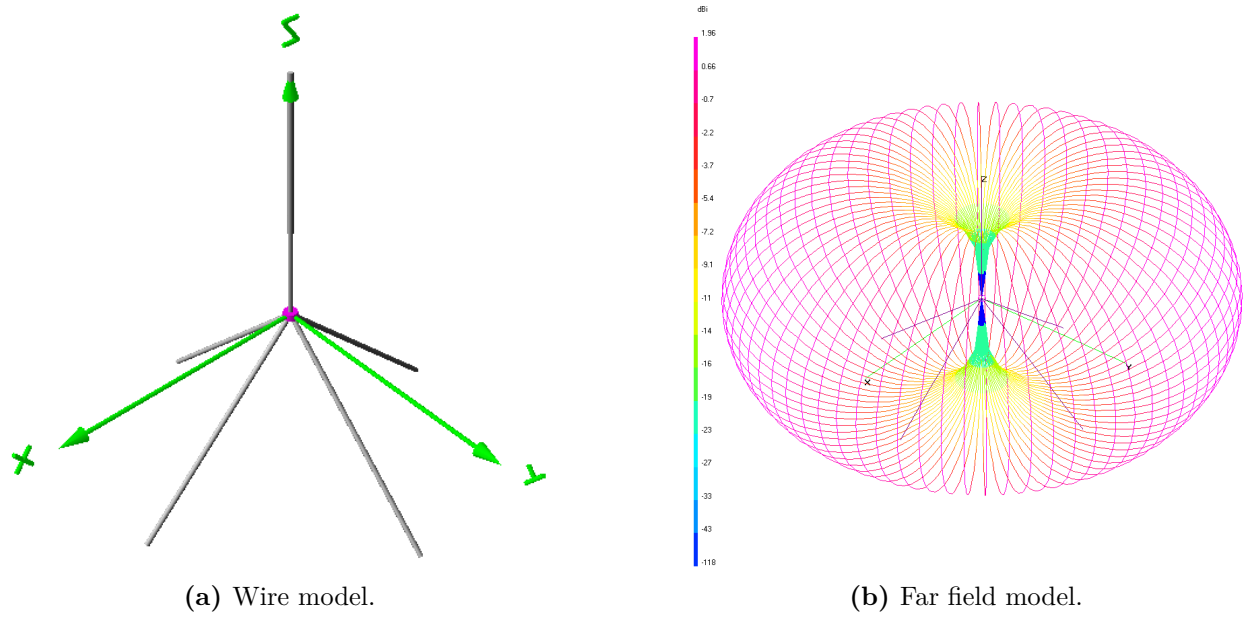 Z
X
Y
dBi
1.96
0.66
-0.7
-2.2
-3.7
-5.4
-7.2
-9.1
-11
-14
-16
-19
-23
-27
-33
-43
-118
Z
X
Y
(a) Wire model.
(b) Far field model.